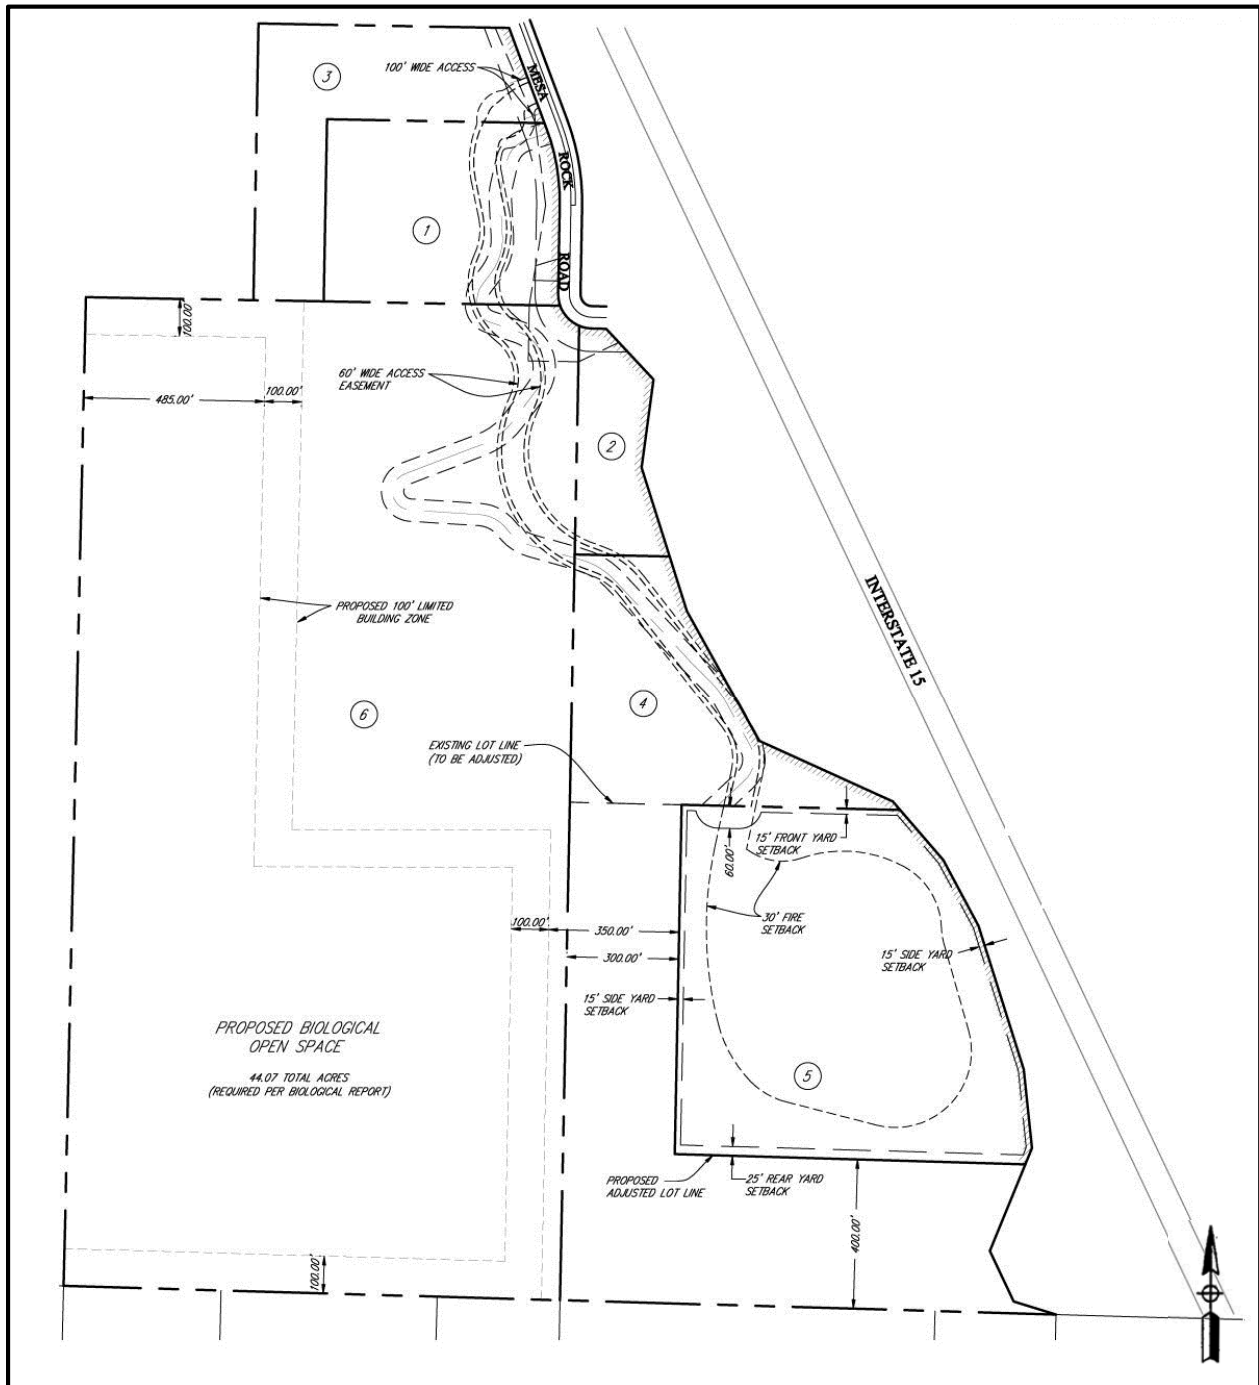 3
100' WIDE ACCESS
MESA
ROCK
ROAD
1
100.00'
60' WIDE ACCESS
EASEMENT
485.00'
100.00'
2
INTERSTATE 15
PROPOSED 100' LIMITED
BUILDING ZONE
6
4
EXISTING LOT LINE
(TO BE ADJUSTED)
15' FRONT YARD
SETBACK
60.00'
30' FIRE
SETBACK
100.00'
350.00'
300.00'
15' SIDE YARD
SETBACK
15' SIDE YARD
SETBACK
PROPOSED BIOLOGICAL
OPEN SPACE
44.07 TOTAL ACRES
(REQUIRED PER BIOLOGICAL REPORT)
5
PROPOSED
ADJUSTED LOT LINE
25' REAR YARD
SETBACK
400.00'
100.00'